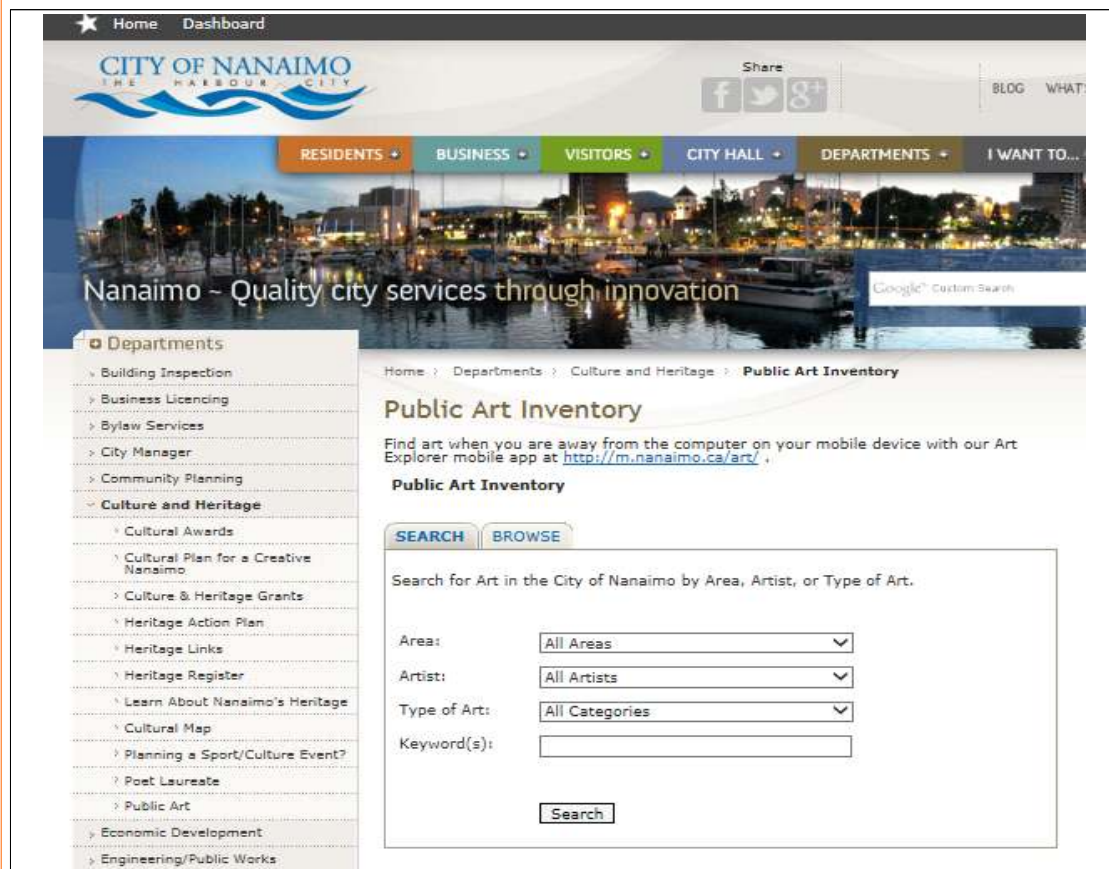 Home Dashboard
CITY OF NANAIMO
THE HARBOUR CITY
Share
BLOG WHAT'
RESIDENTS BUSINESS VISITORS CITY HALL DEPARTMENTS I WANT TO...
Nanaimo ~ Quality city services through innovation
Google™ Custom Search
Departments
Building Inspection
Business Licencing
Bylaw Services
City Manager
Community Planning
Culture and Heritage
Cultural Awards
Cultural Plan for a Creative
Nanaimo
Culture & Heritage Grants
Heritage Action Plan
Heritage Links
Heritage Register
Learn About Nanaimo's Heritage
Cultural Map
Planning a Sport/Culture Event?
Poet Laureate
Public Art
Economic Development
Engineering/Public Works
Home › Departments › Culture and Heritage › Public Art Inventory
Public Art Inventory
Find art when you are away from the computer on your mobile device with our Art
Explorer mobile app at http://m.nanaimo.ca/art/ .
Public Art Inventory
SEARCH BROWSE
Search for Art in the City of Nanaimo by Area, Artist, or Type of Art.
Area: All Areas
Artist: All Artists
Type of Art: All Categories
Keyword(s):
Search